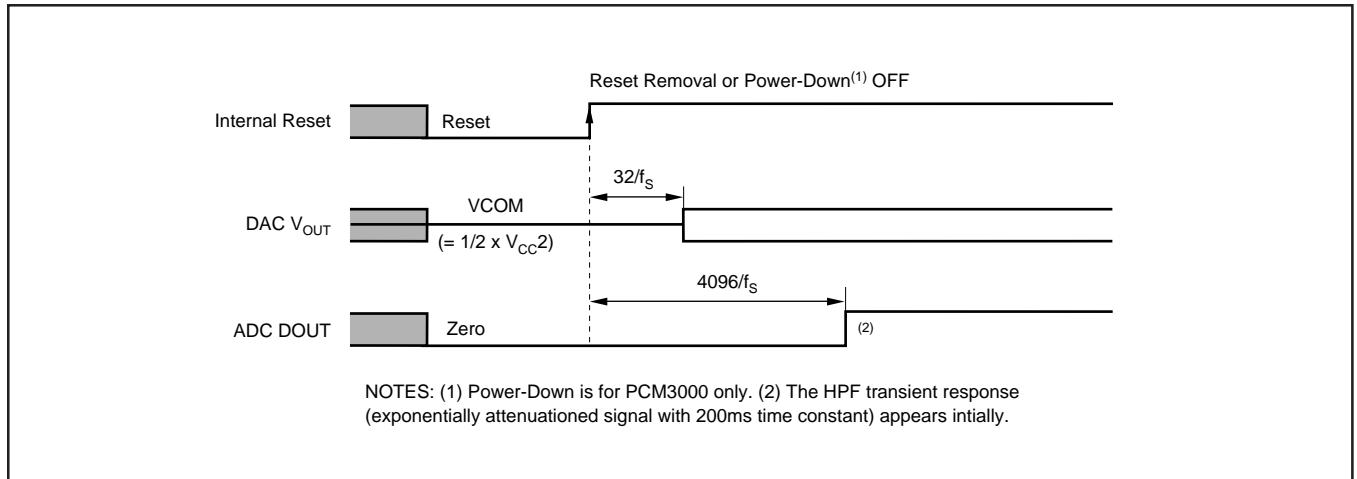 Reset Removal or Power-Down(1) OFF
Internal Reset
Reset
32/fS
DAC VOUT
VCOM
(= 1/2 x VCC2)
4096/fS
ADC DOUT
Zero
(2)
NOTES: (1) Power-Down is for PCM3000 only. (2) The HPF transient response
(exponentially attenuationed signal with 200ms time constant) appears intially.